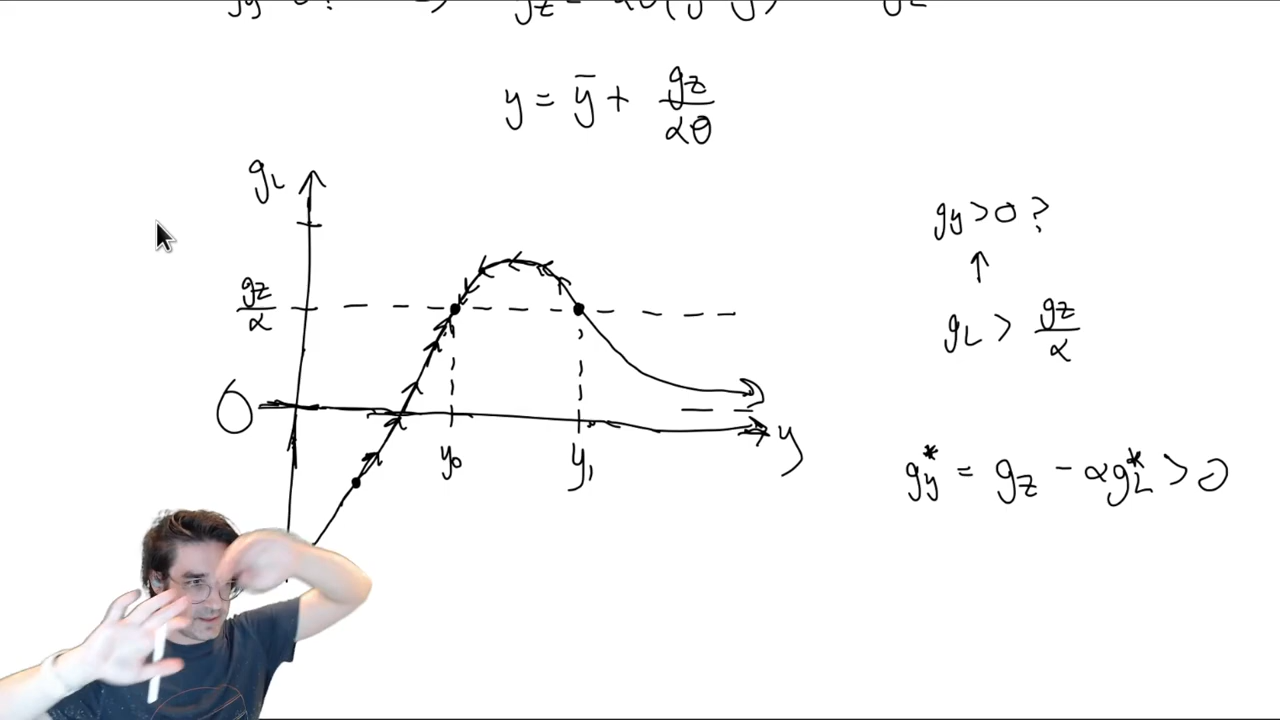 y = ȳ + gz/αθ
gL
gy > 0 ?
↑
gz/α
gL > gz/α
0
y
y₀
y₁
gy* = gz - αgL* > 0